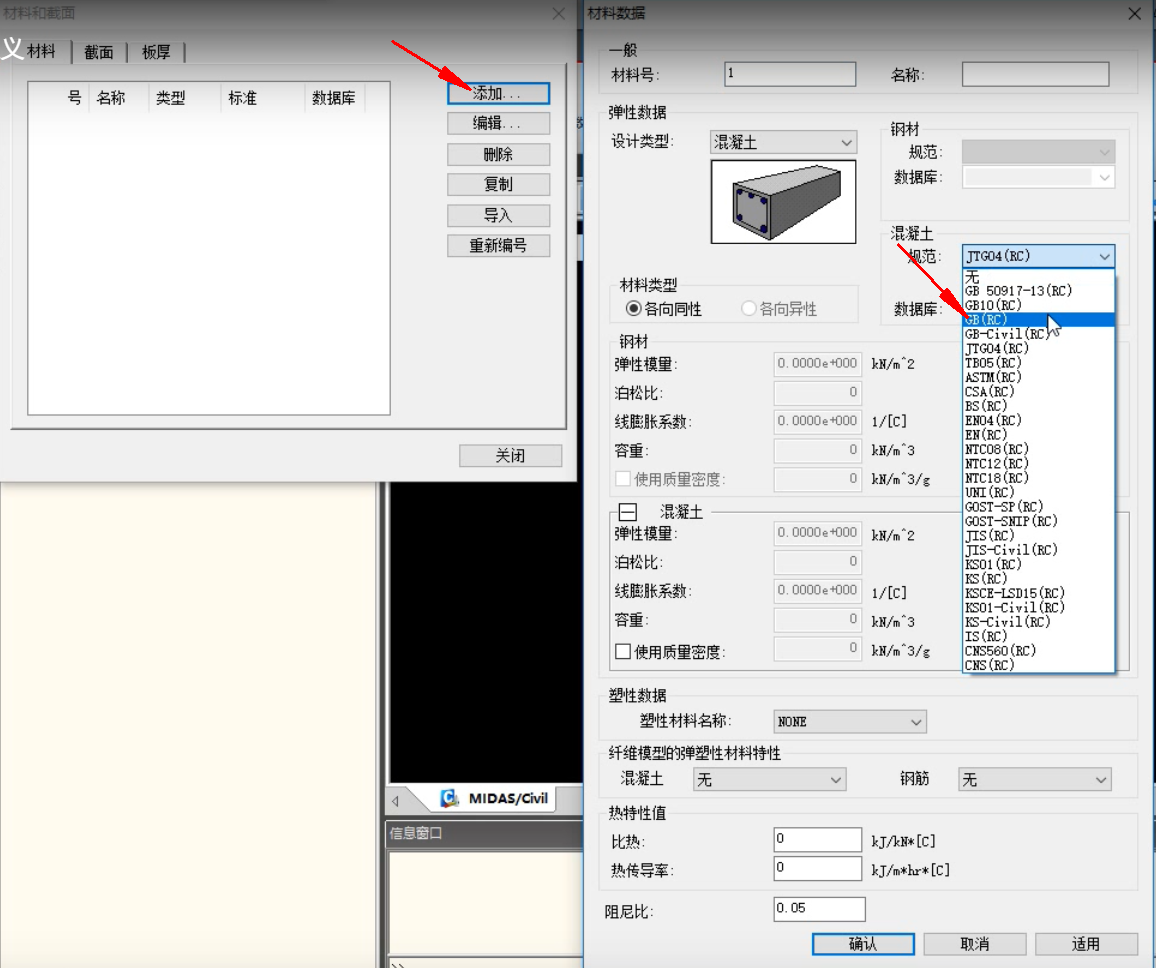 材料和截面
义 材料 截面 板厚
号 名称 类型 标准 数据库
添加...
编辑...
删除
复制
导入
重新编号
关闭
MIDAS/Civil
信息窗口
>>
材料数据
一般
材料号: 1 名称:
弹性数据
设计类型: 混凝土
钢材
规范:
数据库:
混凝土
规范: JTG04(RC)
数据库:
无
GB 50917-13(RC)
GB10(RC)
GB(RC)
GB-Civil(RC)
JTG04(RC)
TB05(RC)
ASTM(RC)
CSA(RC)
BS(RC)
EN04(RC)
EN(RC)
NTC08(RC)
NTC12(RC)
NTC18(RC)
UNI(RC)
GOST-SP(RC)
GOST-SNIP(RC)
JIS(RC)
JIS-Civil(RC)
KS01(RC)
KS(RC)
KSCE-LSD15(RC)
KS01-Civil(RC)
KS-Civil(RC)
IS(RC)
CNS560(RC)
CNS(RC)
材料类型
各向同性 各向异性
钢材
弹性模量: 0.0000e+000 kN/m^2
泊松比: 0
线膨胀系数: 0.0000e+000 1/[C]
容重: 0 kN/m^3
使用质量密度: 0 kN/m^3/g
混凝土
弹性模量: 0.0000e+000 kN/m^2
泊松比: 0
线膨胀系数: 0.0000e+000 1/[C]
容重: 0 kN/m^3
使用质量密度: 0 kN/m^3/g
塑性数据
塑性材料名称: NONE
纤维模型的弹塑性材料特性
混凝土 无 钢筋 无
热特性值
比热: 0 kJ/kN*[C]
热传导率: 0 kJ/m*hr*[C]
阻尼比: 0.05
确认 取消 适用